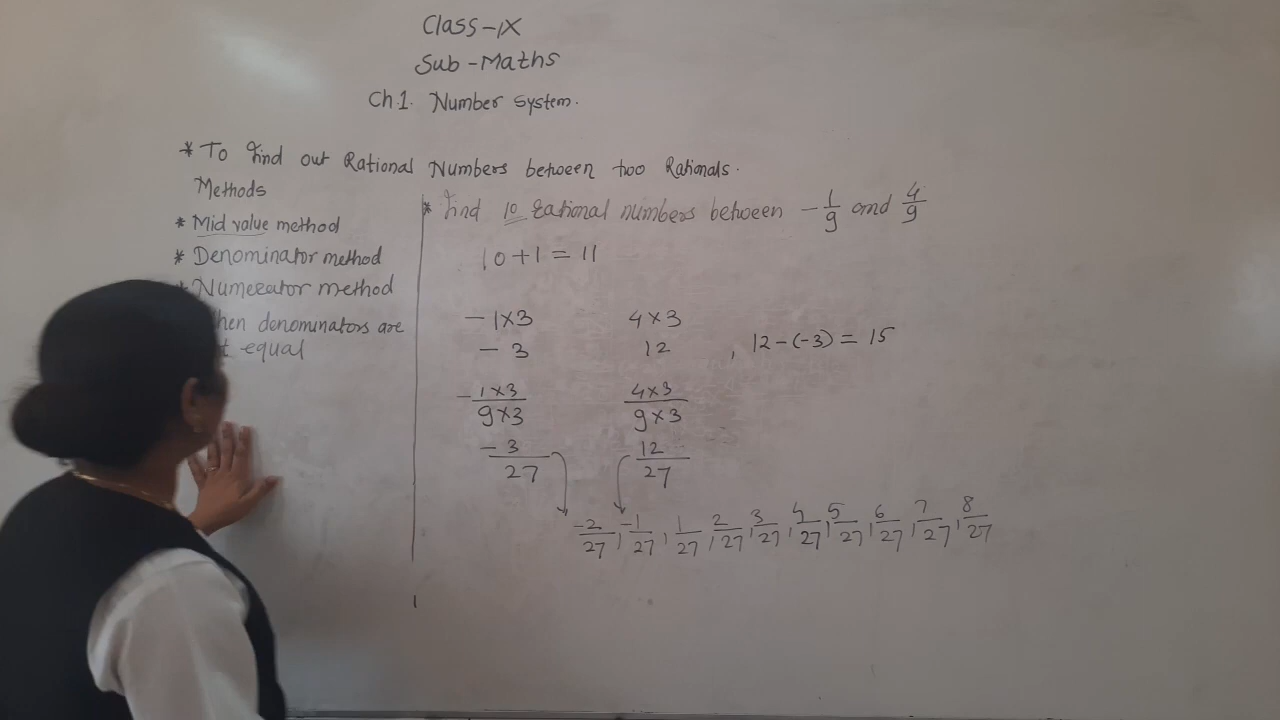 Class-IX
Sub-Maths
Ch.1. Number System.
* To find out Rational Numbers between two Rationals.
Methods
* Mid value method
* Denominator method
* Numerator method
hen denominators are
t equal
* find 10 rational numbers between -1/9 and 4/9
10+1 = 11
-1×3 4×3
-3 12 , 12-(-3) = 15
-1×3/9×3 4×3/9×3
-3/27 12/27
-2/27, -1/27, 1/27, 2/27, 3/27, 4/27, 5/27, 6/27, 7/27, 8/27